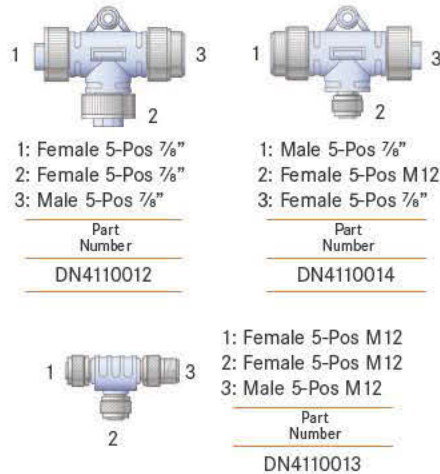 1
3
2
1: Female 5-Pos ⅞”
2: Female 5-Pos ⅞”
3: Male 5-Pos ⅞”
Part
Number
DN4110012
1
3
2
1: Male 5-Pos ⅞”
2: Female 5-Pos M12
3: Female 5-Pos ⅞”
Part
Number
DN4110014
1
3
2
1: Female 5-Pos M12
2: Female 5-Pos M12
3: Male 5-Pos M12
Part
Number
DN4110013